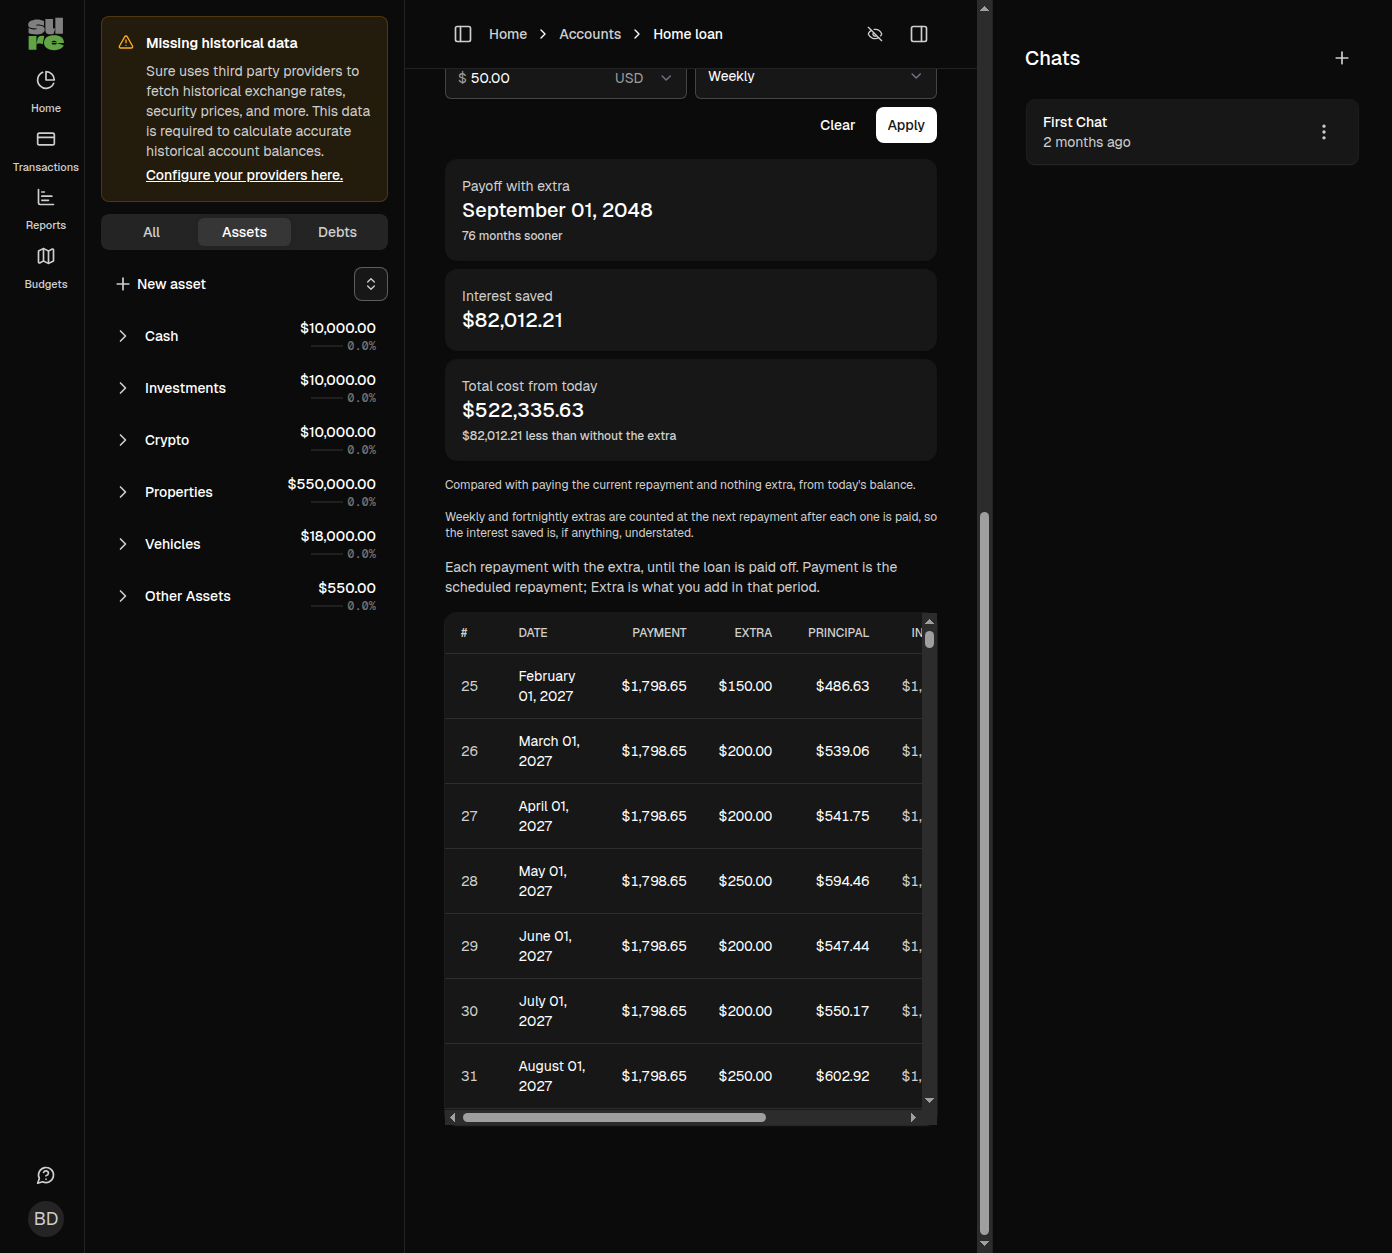 sure
Home
Transactions
Reports
Budgets
BD
Missing historical data
Sure uses third party providers to
fetch historical exchange rates,
security prices, and more. This data
is required to calculate accurate
historical account balances.
Configure your providers here.
All Assets Debts
New asset
Cash $10,000.00
0.0%
Investments $10,000.00
0.0%
Crypto $10,000.00
0.0%
Properties $550,000.00
0.0%
Vehicles $18,000.00
0.0%
Other Assets $550.00
0.0%
Home > Accounts > Home loan
$ 50.00 USD Weekly
Clear Apply
Payoff with extra
September 01, 2048
76 months sooner
Interest saved
$82,012.21
Total cost from today
$522,335.63
$82,012.21 less than without the extra
Compared with paying the current repayment and nothing extra, from today's balance.
Weekly and fortnightly extras are counted at the next repayment after each one is paid, so
the interest saved is, if anything, understated.
Each repayment with the extra, until the loan is paid off. Payment is the
scheduled repayment; Extra is what you add in that period.
# DATE PAYMENT EXTRA PRINCIPAL IN
25 February 01, 2027 $1,798.65 $150.00 $486.63 $1,
26 March 01, 2027 $1,798.65 $200.00 $539.06 $1,
27 April 01, 2027 $1,798.65 $200.00 $541.75 $1,
28 May 01, 2027 $1,798.65 $250.00 $594.46 $1,
29 June 01, 2027 $1,798.65 $200.00 $547.44 $1,
30 July 01, 2027 $1,798.65 $200.00 $550.17 $1,
31 August 01, 2027 $1,798.65 $250.00 $602.92 $1,
Chats
First Chat
2 months ago